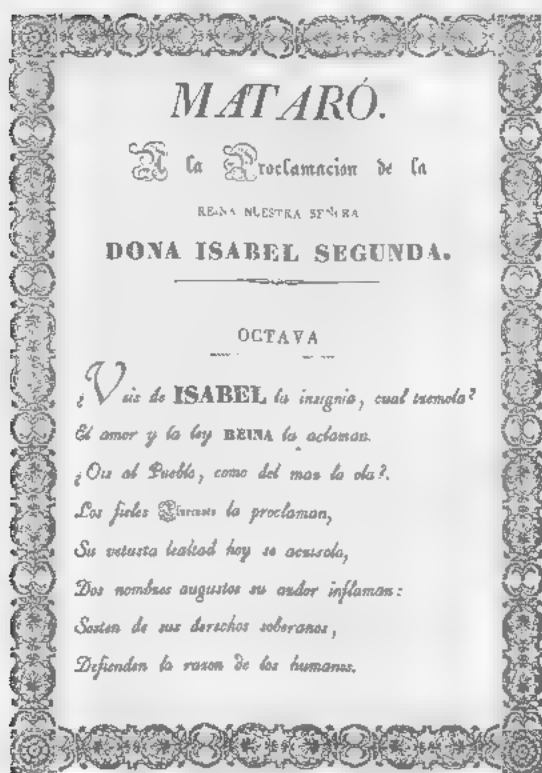 MATARÓ.
A la Proclamacion de la
REINA NUESTRA SEÑORA
DONA ISABEL SEGUNDA.
OCTAVA
¿Veis de ISABEL la insignia, cual tremola?
El amor y la ley REINA la aclaman.
¿Ois al Pueblo, como del mar la ola?.
Los fieles la proclaman,
Su vetusta lealtad hoy se acrisola,
Dos nombres augustos su ardor inflaman:
Sosten de sus derechos soberanos,
Defienden la razon de los humanos.